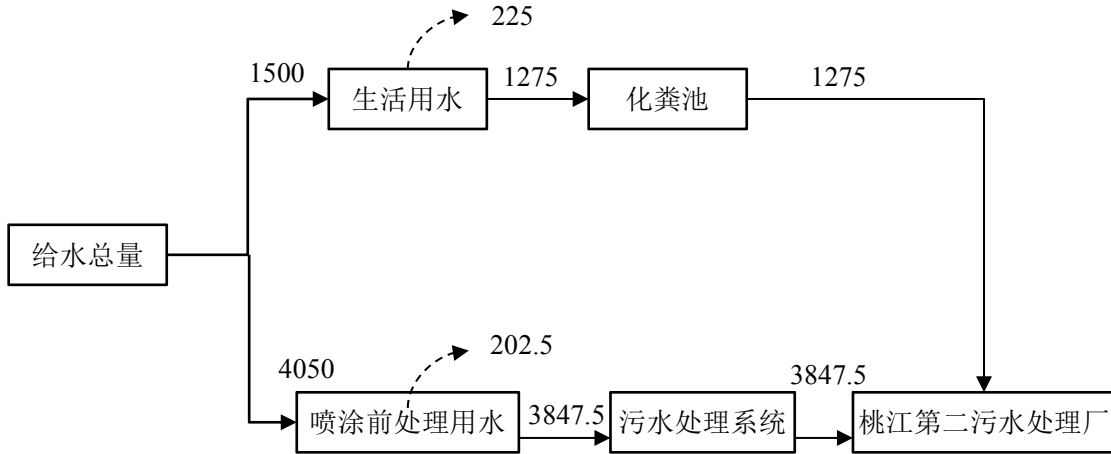 225
1500
生活用水
1275
化粪池
1275
给水总量
202.5
4050
喷涂前处理用水
3847.5
污水处理系统
3847.5
桃江第二污水处理厂